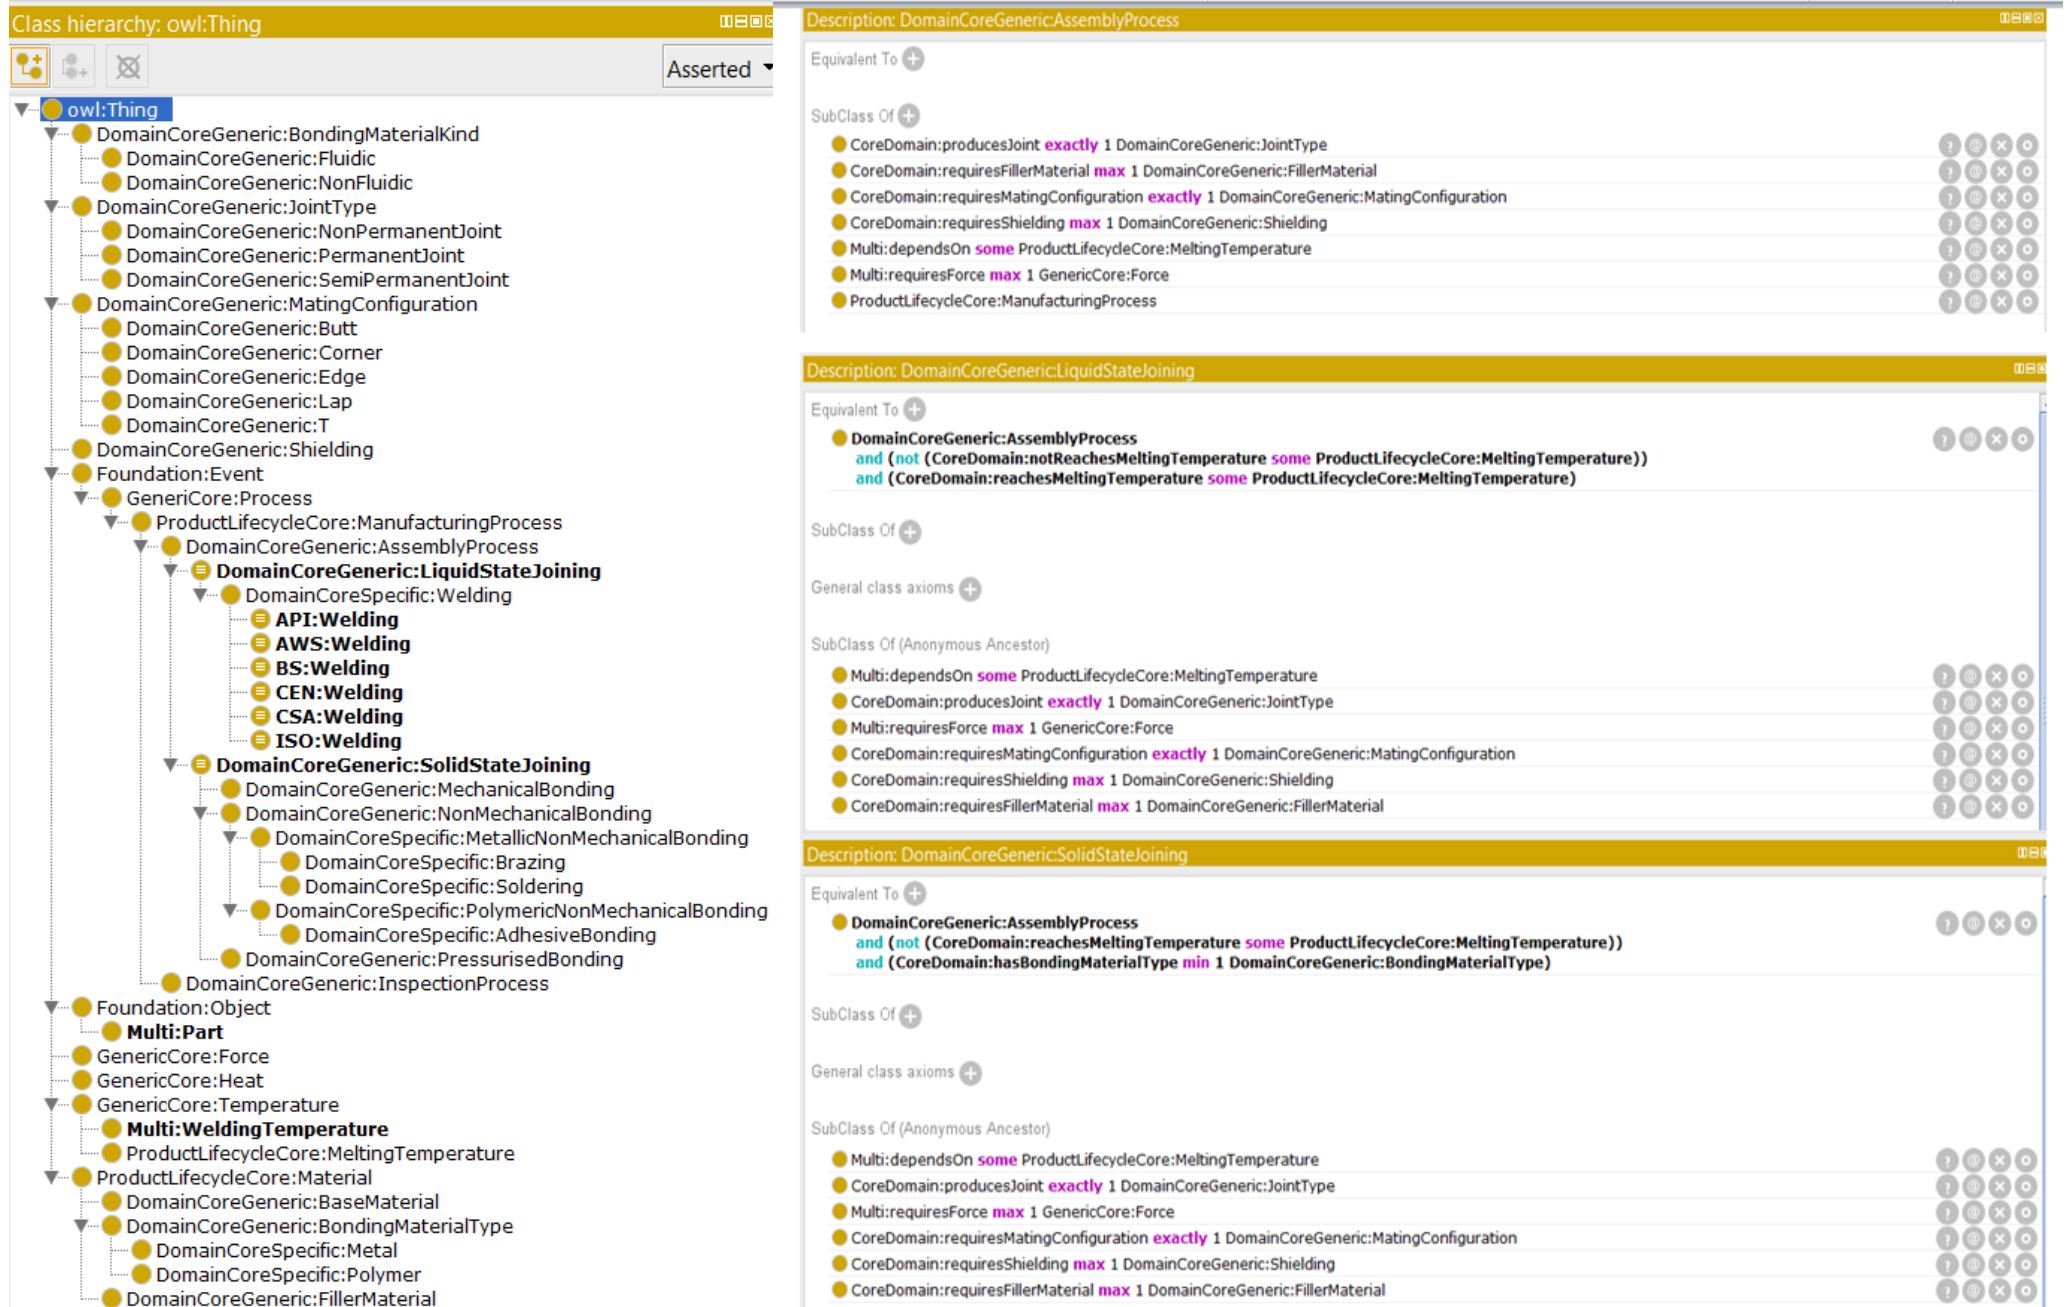 Class hierarchy: owl:Thing
Asserted
owl:Thing
DomainCoreGeneric:BondingMaterialKind
DomainCoreGeneric:Fluidic
DomainCoreGeneric:NonFluidic
DomainCoreGeneric:JointType
DomainCoreGeneric:NonPermanentJoint
DomainCoreGeneric:PermanentJoint
DomainCoreGeneric:SemiPermanentJoint
DomainCoreGeneric:MatingConfiguration
DomainCoreGeneric:Butt
DomainCoreGeneric:Corner
DomainCoreGeneric:Edge
DomainCoreGeneric:Lap
DomainCoreGeneric:T
DomainCoreGeneric:Shielding
Foundation:Event
GeneriCore:Process
ProductLifecycleCore:ManufacturingProcess
DomainCoreGeneric:AssemblyProcess
DomainCoreGeneric:LiquidStateJoining
DomainCoreSpecific:Welding
API:Welding
AWS:Welding
BS:Welding
CEN:Welding
CSA:Welding
ISO:Welding
DomainCoreGeneric:SolidStateJoining
DomainCoreGeneric:MechanicalBonding
DomainCoreGeneric:NonMechanicalBonding
DomainCoreSpecific:MetallicNonMechanicalBonding
DomainCoreSpecific:Brazing
DomainCoreSpecific:Soldering
DomainCoreSpecific:PolymericNonMechanicalBonding
DomainCoreSpecific:AdhesiveBonding
DomainCoreGeneric:PressurisedBonding
DomainCoreGeneric:InspectionProcess
Foundation:Object
Multi:Part
GenericCore:Force
GenericCore:Heat
GenericCore:Temperature
Multi:WeldingTemperature
ProductLifecycleCore:MeltingTemperature
ProductLifecycleCore:Material
DomainCoreGeneric:BaseMaterial
DomainCoreGeneric:BondingMaterialType
DomainCoreSpecific:Metal
DomainCoreSpecific:Polymer
DomainCoreGeneric:FillerMaterial
Description: DomainCoreGeneric:AssemblyProcess
Equivalent To
SubClass Of
CoreDomain:producesJoint exactly 1 DomainCoreGeneric:JointType
CoreDomain:requiresFillerMaterial max 1 DomainCoreGeneric:FillerMaterial
CoreDomain:requiresMatingConfiguration exactly 1 DomainCoreGeneric:MatingConfiguration
CoreDomain:requiresShielding max 1 DomainCoreGeneric:Shielding
Multi:dependsOn some ProductLifecycleCore:MeltingTemperature
Multi:requiresForce max 1 GenericCore:Force
ProductLifecycleCore:ManufacturingProcess
Description: DomainCoreGeneric:LiquidStateJoining
Equivalent To
DomainCoreGeneric:AssemblyProcess
and (not (CoreDomain:notReachesMeltingTemperature some ProductLifecycleCore:MeltingTemperature))
and (CoreDomain:reachesMeltingTemperature some ProductLifecycleCore:MeltingTemperature)
SubClass Of
General class axioms
SubClass Of (Anonymous Ancestor)
Multi:dependsOn some ProductLifecycleCore:MeltingTemperature
CoreDomain:producesJoint exactly 1 DomainCoreGeneric:JointType
Multi:requiresForce max 1 GenericCore:Force
CoreDomain:requiresMatingConfiguration exactly 1 DomainCoreGeneric:MatingConfiguration
CoreDomain:requiresShielding max 1 DomainCoreGeneric:Shielding
CoreDomain:requiresFillerMaterial max 1 DomainCoreGeneric:FillerMaterial
Description: DomainCoreGeneric:SolidStateJoining
Equivalent To
DomainCoreGeneric:AssemblyProcess
and (not (CoreDomain:reachesMeltingTemperature some ProductLifecycleCore:MeltingTemperature))
and (CoreDomain:hasBondingMaterialType min 1 DomainCoreGeneric:BondingMaterialType)
SubClass Of
General class axioms
SubClass Of (Anonymous Ancestor)
Multi:dependsOn some ProductLifecycleCore:MeltingTemperature
CoreDomain:producesJoint exactly 1 DomainCoreGeneric:JointType
Multi:requiresForce max 1 GenericCore:Force
CoreDomain:requiresMatingConfiguration exactly 1 DomainCoreGeneric:MatingConfiguration
CoreDomain:requiresShielding max 1 DomainCoreGeneric:Shielding
CoreDomain:requiresFillerMaterial max 1 DomainCoreGeneric:FillerMaterial